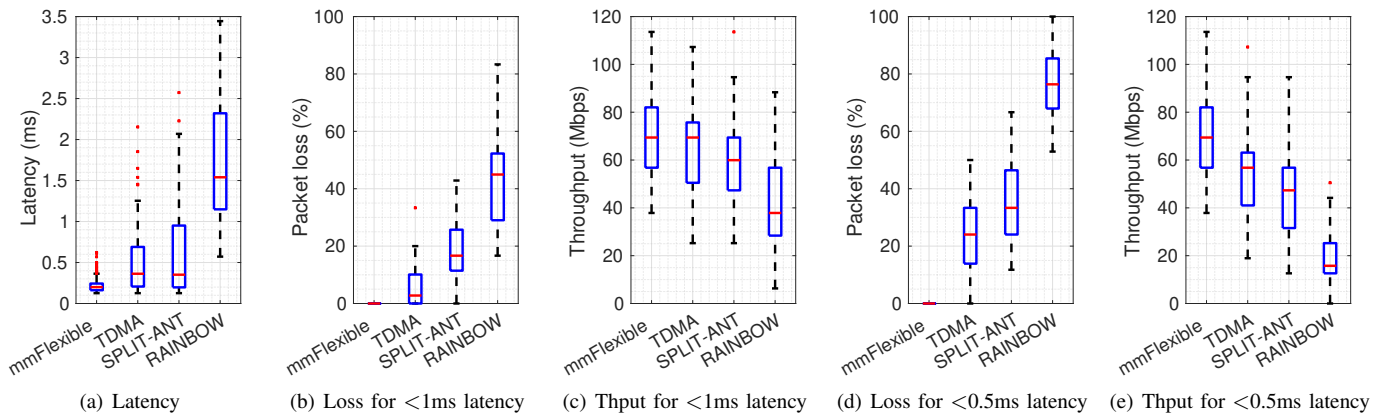 3.5
3
2.5
2
1.5
1
0.5
0
Latency (ms)
mmFlexible
TDMA
SPLIT-ANT
RAINBOW
(a) Latency
100
80
60
40
20
0
Packet loss (%)
mmFlexible
TDMA
SPLIT-ANT
RAINBOW
(b) Loss for <1ms latency
120
100
80
60
40
20
0
Throughput (Mbps)
mmFlexible
TDMA
SPLIT-ANT
RAINBOW
(c) Thput for <1ms latency
100
80
60
40
20
0
Packet loss (%)
mmFlexible
TDMA
SPLIT-ANT
RAINBOW
(d) Loss for <0.5ms latency
120
100
80
60
40
20
0
Throughput (Mbps)
mmFlexible
TDMA
SPLIT-ANT
RAINBOW
(e) Thput for <0.5ms latency